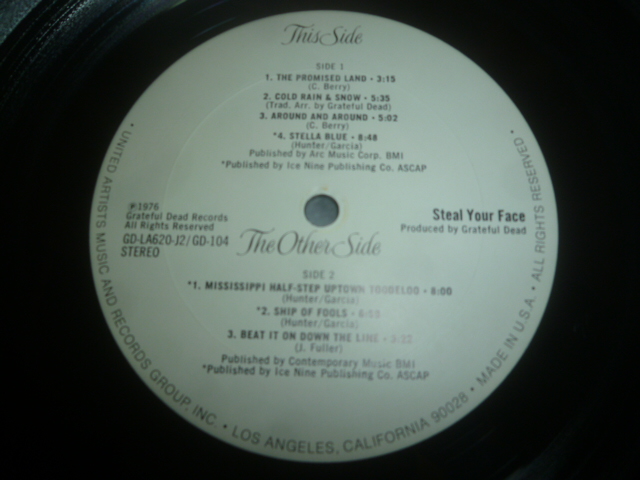 This Side
SIDE 1
1. THE PROMISED LAND • 3:15
(C. Berry)
2. COLD RAIN & SNOW • 5:35
(Trad. Arr. by Grateful Dead)
3. AROUND AND AROUND • 5:02
(C. Berry)
*4. STELLA BLUE • 8:48
(Hunter/Garcia)
Published by Arc Music Corp. BMI
*Published by Ice Nine Publishing Co. ASCAP
℗1976
Grateful Dead Records
All Rights Reserved
GD-LA620-J2/GD-104
STEREO
Steal Your Face
Produced by Grateful Dead
The Other Side
SIDE 2
*1. MISSISSIPPI HALF-STEP UPTOWN TOODELOO • 8:00
(Hunter/Garcia)
*2. SHIP OF FOOLS •
(Hunter/Garcia)
3. BEAT IT ON DOWN THE LINE •
(J. Fuller)
Published by Contemporary Music BMI
*Published by Ice Nine Publishing Co. ASCAP
• UNITED ARTISTS MUSIC AND RECORDS GROUP, INC. • LOS ANGELES, CALIFORNIA 90028 • MADE IN U.S.A. • ALL RIGHTS RESERVED •